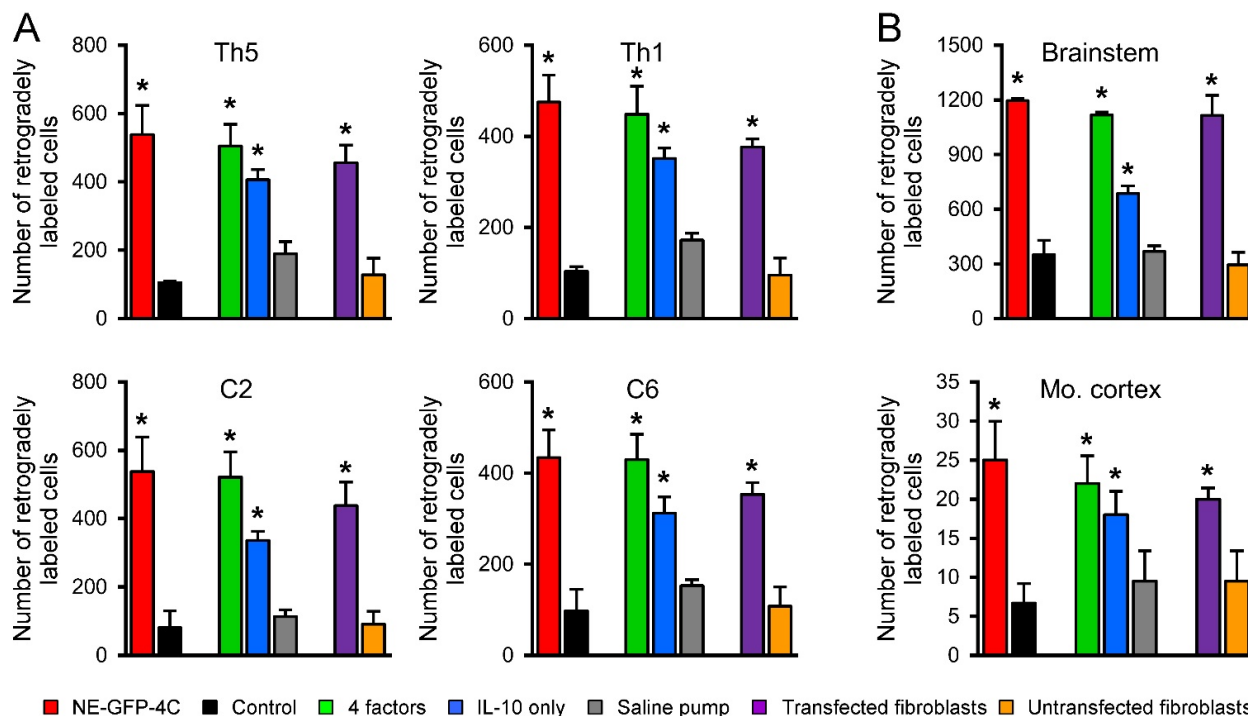 A
B
Th5
Number of retrogradely
labeled cells
800
600
400
200
0
* * * *
Th1
Number of retrogradely
labeled cells
600
400
200
0
* * * *
Brainstem
Number of retrogradely
labeled cells
1500
1200
900
600
300
0
* * * *
C2
Number of retrogradely
labeled cells
800
600
400
200
0
* * * *
C6
Number of retrogradely
labeled cells
600
400
200
0
* * * *
Mo. cortex
Number of retrogradely
labeled cells
30
25
20
15
10
5
0
* * * *
NE-GFP-4C Control 4 factors IL-10 only Saline pump Transfected fibroblasts Untransfected fibroblasts